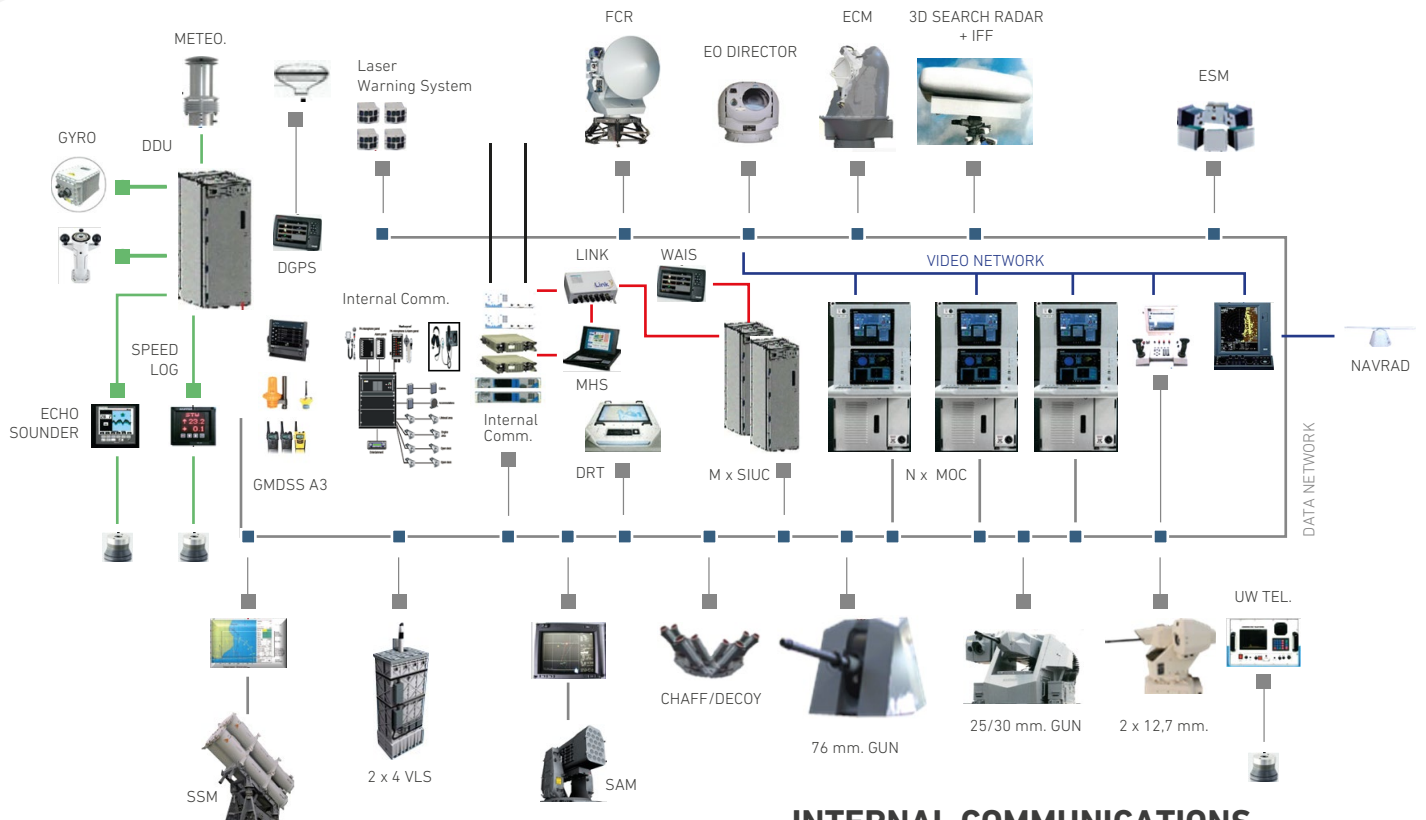 FCR
ECM
3D SEARCH RADAR
+ IFF
METEO.
EO DIRECTOR
Laser
Warning System
ESM
GYRO
DDU
DGPS
LINK
WAIS
VIDEO NETWORK
Internal Comm.
Link
SPEED
LOG
MHS
NAVRAD
ECHO
SOUNDER
Internal
Comm.
DRT
M x SIUC
N x MOC
GMDSS A3
DATA NETWORK
UW TEL.
CHAFF/DECOY
76 mm. GUN
25/30 mm. GUN
2 x 12,7 mm.
2 x 4 VLS
SSM
SAM
INTERNAL COMMUNICATIONS